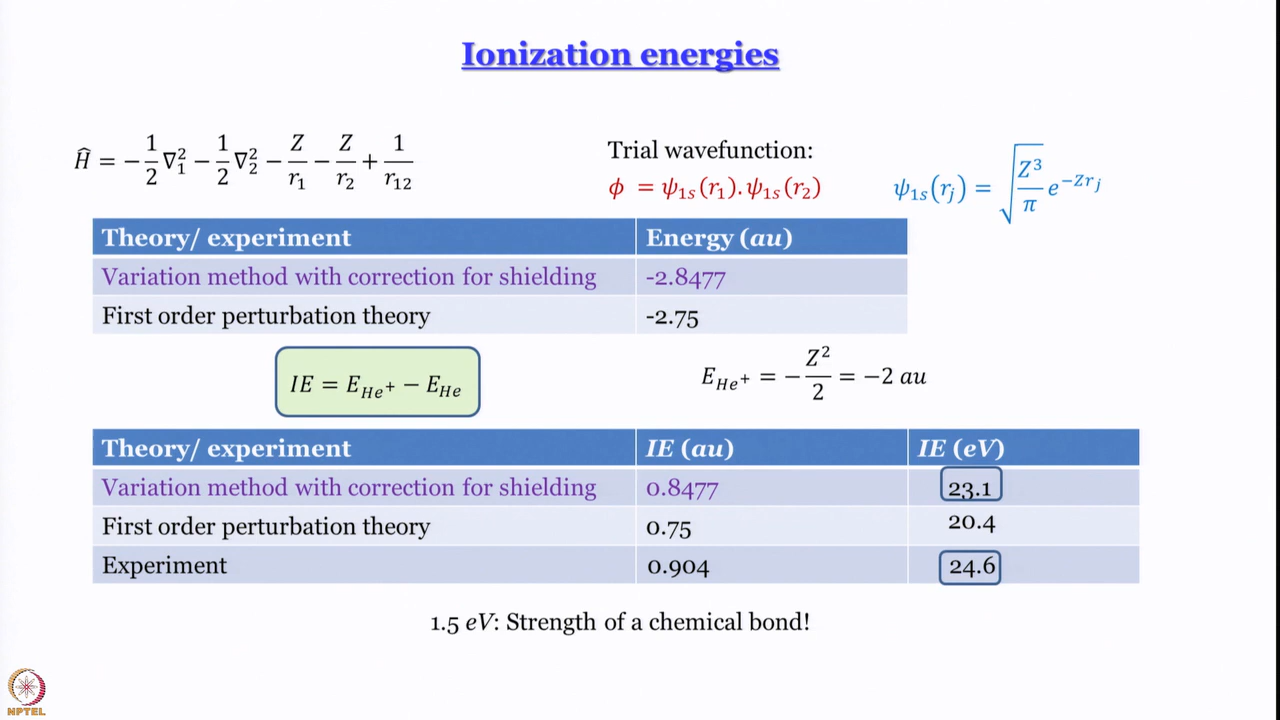 Ionization energies
Ĥ = −1/2 ∇₁² − 1/2 ∇₂² − Z/r₁ − Z/r₂ + 1/r₁₂
Trial wavefunction:
ϕ = ψ₁ₛ(r₁).ψ₁ₛ(r₂)
ψ₁ₛ(rⱼ) = √(Z³/π) e^(−Zrⱼ)
Theory/ experiment Energy (au)
Variation method with correction for shielding -2.8477
First order perturbation theory -2.75
IE = E_He⁺ − E_He
E_He⁺ = −Z²/2 = −2 au
Theory/ experiment IE (au) IE (eV)
Variation method with correction for shielding 0.8477 23.1
First order perturbation theory 0.75 20.4
Experiment 0.904 24.6
1.5 eV: Strength of a chemical bond!
NPTEL